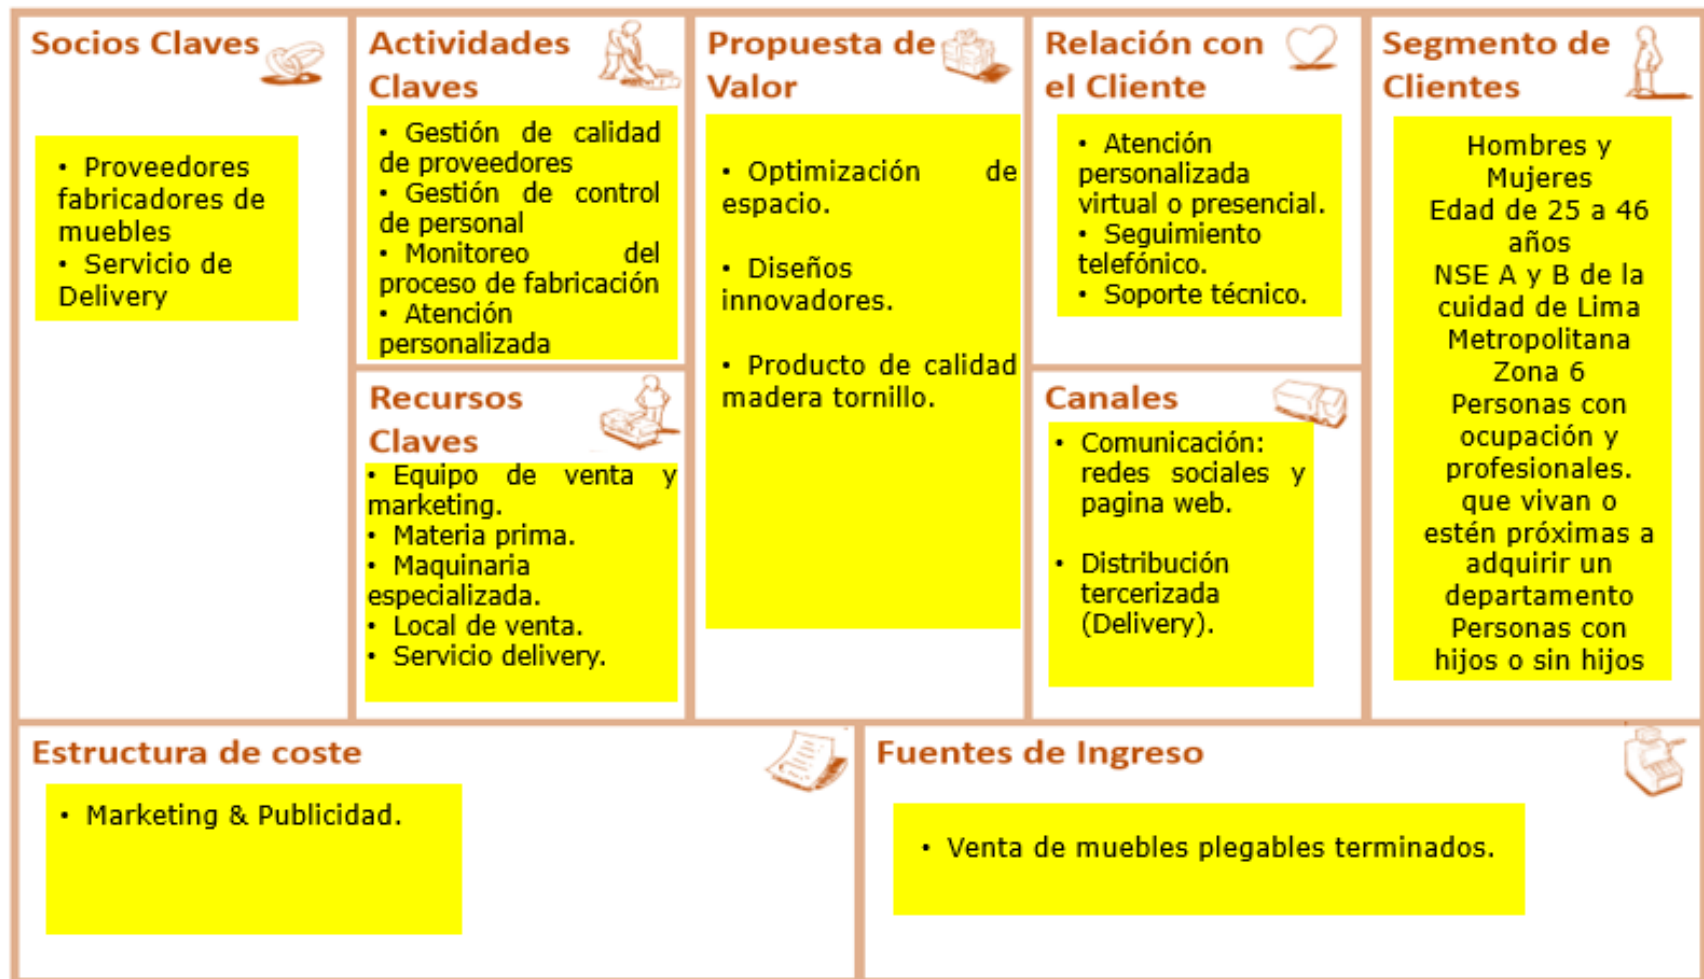 Socios Claves
• Proveedores
fabricadores de
muebles
• Servicio de
Delivery
Actividades
Claves
• Gestión de calidad
de proveedores
• Gestión de control
de personal
• Monitoreo del
proceso de fabricación
• Atención
personalizada
Recursos
Claves
• Equipo de venta y
marketing.
• Materia prima.
• Maquinaria
especializada.
• Local de venta.
• Servicio delivery.
Propuesta de
Valor
• Optimización de
espacio.
• Diseños
innovadores.
• Producto de calidad
madera tornillo.
Relación con
el Cliente
• Atención
personalizada
virtual o presencial.
• Seguimiento
telefónico.
• Soporte técnico.
Canales
• Comunicación:
redes sociales y
pagina web.
• Distribución
tercerizada
(Delivery).
Segmento de
Clientes
Hombres y
Mujeres
Edad de 25 a 46
años
NSE A y B de la
cuidad de Lima
Metropolitana
Zona 6
Personas con
ocupación y
profesionales.
que vivan o
estén próximas a
adquirir un
departamento
Personas con
hijos o sin hijos
Estructura de coste
• Marketing & Publicidad.
Fuentes de Ingreso
• Venta de muebles plegables terminados.